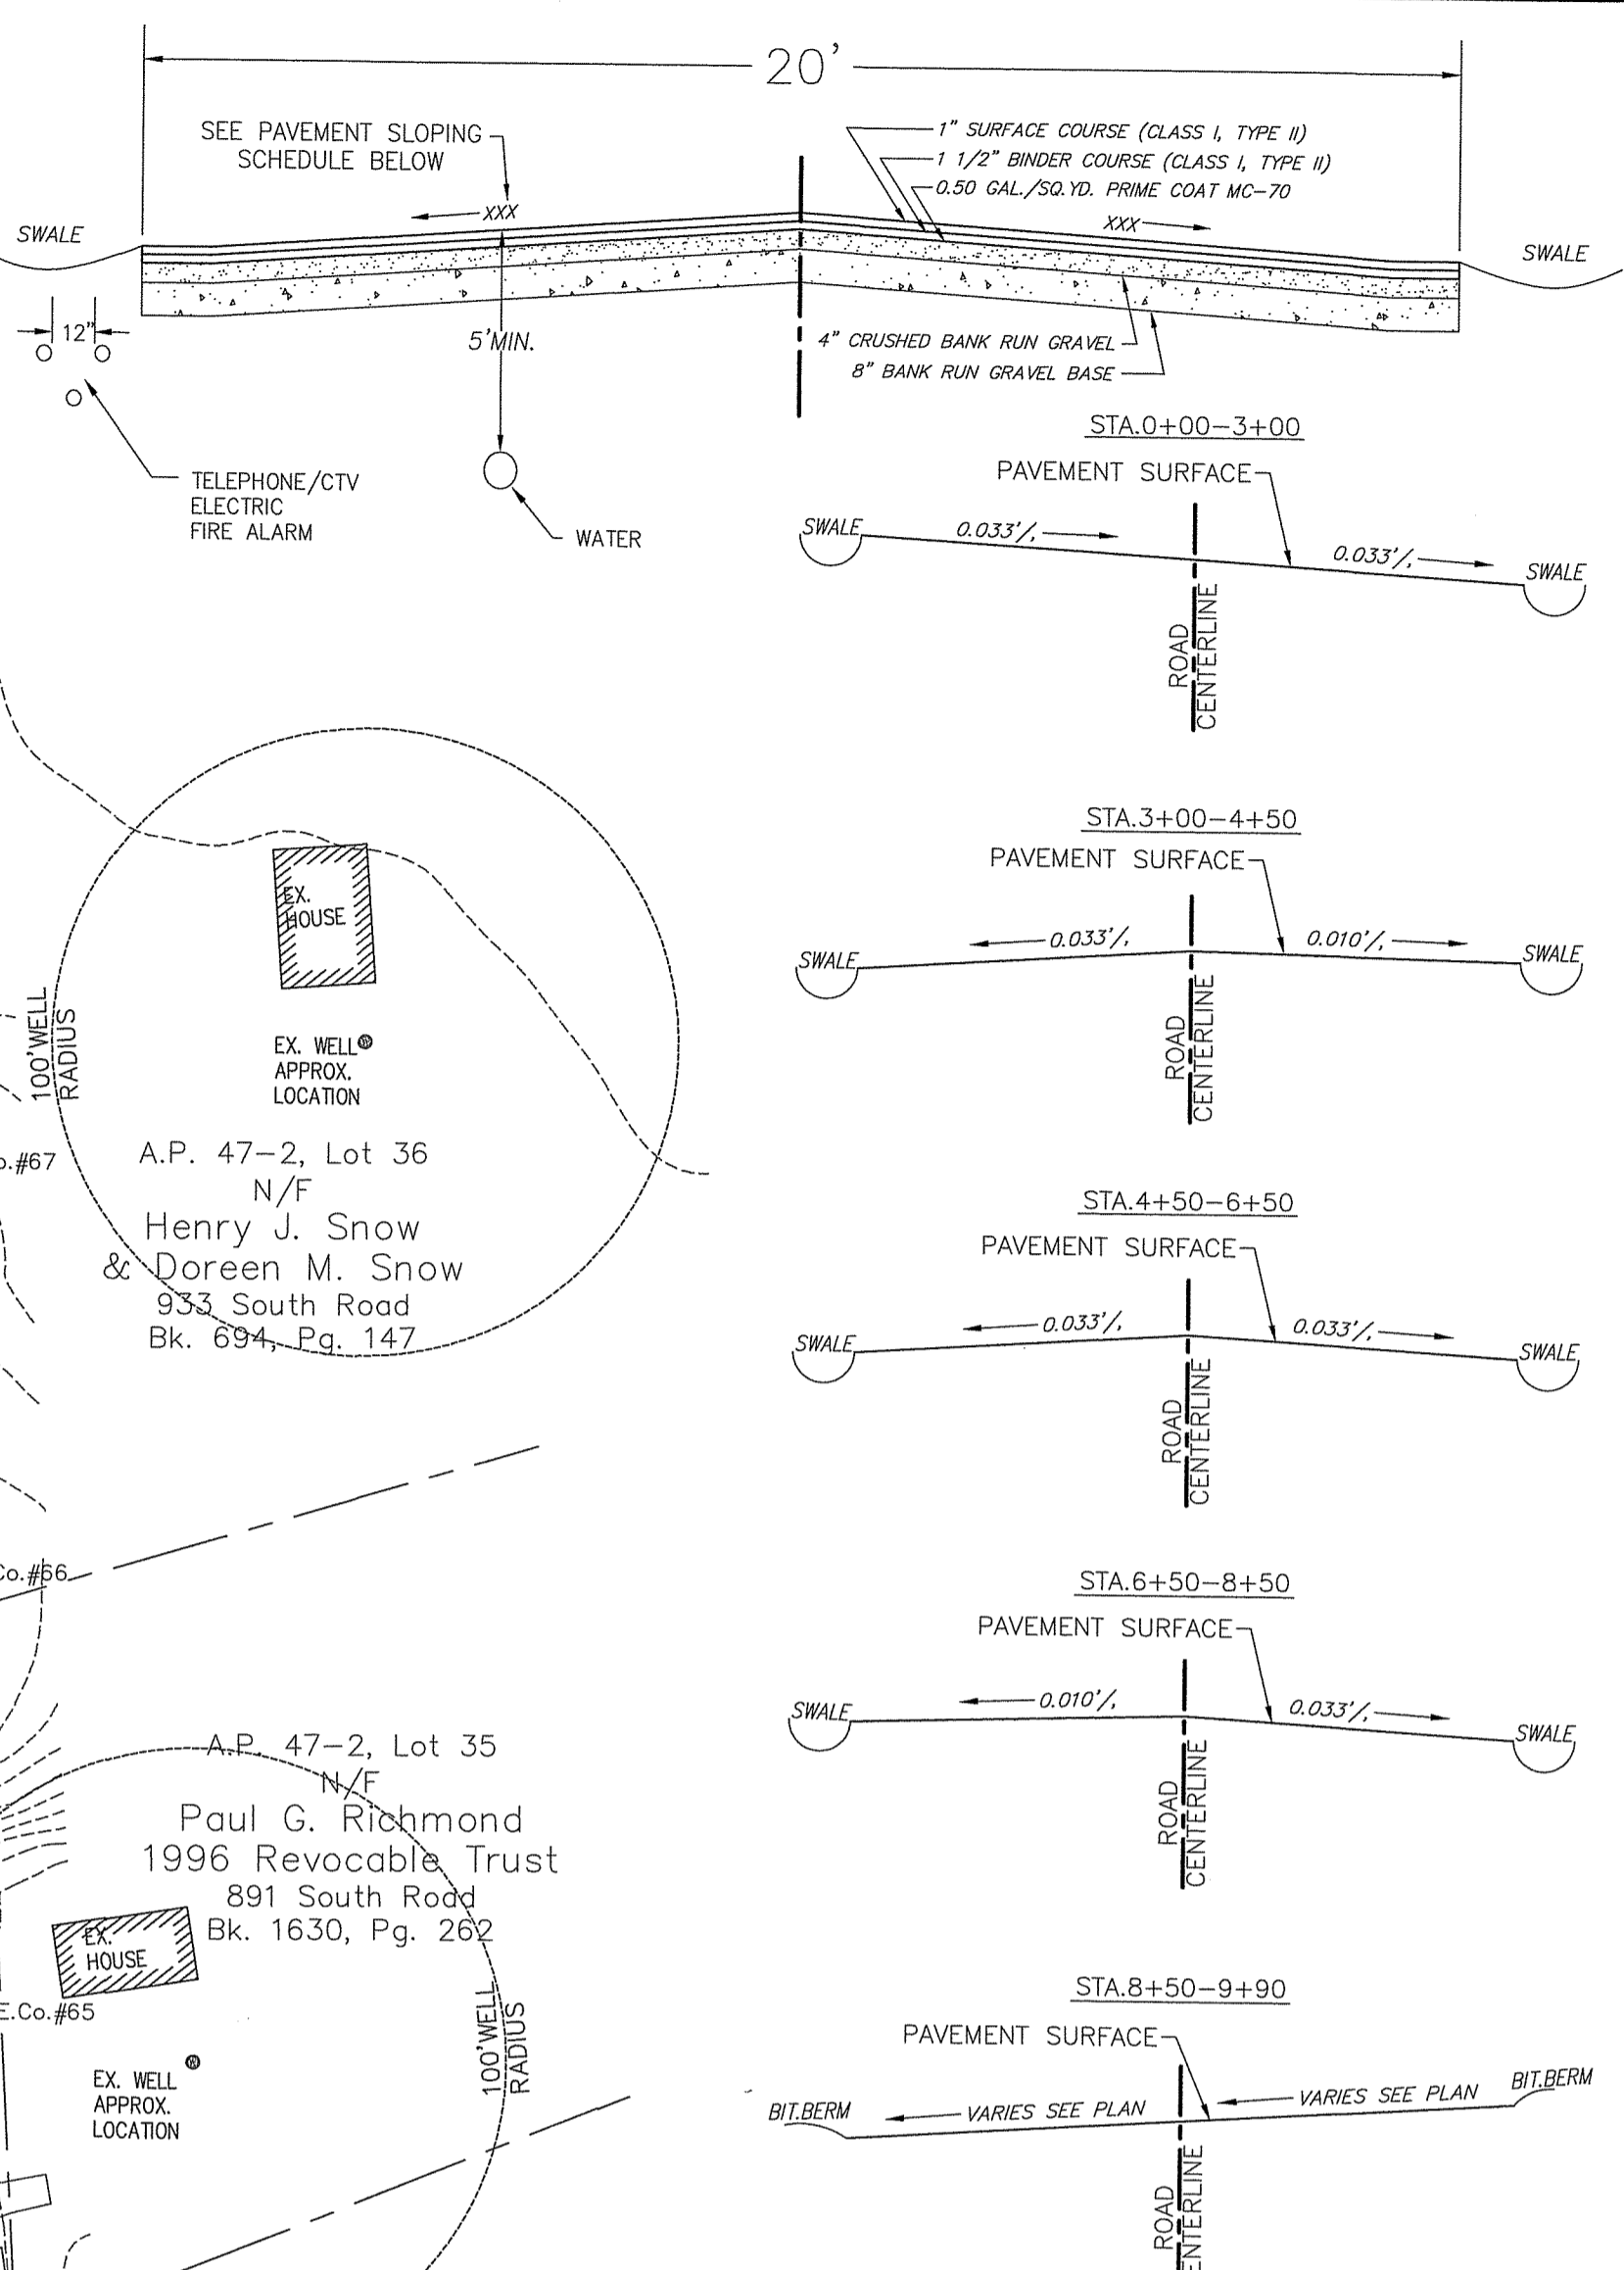 20'
SEE PAVEMENT SLOPING
SCHEDULE BELOW
1" SURFACE COURSE (CLASS I, TYPE II)
1 1/2" BINDER COURSE (CLASS I, TYPE II)
0.50 GAL./SQ.YD. PRIME COAT MC-70
XXX
XXX
SWALE
SWALE
12"
5'MIN.
4" CRUSHED BANK RUN GRAVEL
8" BANK RUN GRAVEL BASE
TELEPHONE/CTV
ELECTRIC
FIRE ALARM
WATER
STA.0+00-3+00
PAVEMENT SURFACE
SWALE
0.033'/,
0.033'/,
SWALE
ROAD
CENTERLINE
STA.3+00-4+50
PAVEMENT SURFACE
SWALE
0.033'/,
0.010'/,
SWALE
ROAD
CENTERLINE
STA.4+50-6+50
PAVEMENT SURFACE
SWALE
0.033'/,
0.033'/,
SWALE
ROAD
CENTERLINE
STA.6+50-8+50
PAVEMENT SURFACE
SWALE
0.010'/,
0.033'/,
SWALE
ROAD
CENTERLINE
STA.8+50-9+90
PAVEMENT SURFACE
BIT.BERM
VARIES SEE PLAN
VARIES SEE PLAN
BIT.BERM
ROAD
ENTERLINE
EX.
HOUSE
100'WELL
RADIUS
EX. WELL
APPROX.
LOCATION
A.P. 47-2, Lot 36
N/F
Henry J. Snow
& Doreen M. Snow
933 South Road
Bk. 694, Pg. 147
o.#67
Co.#66
A.P. 47-2, Lot 35
N/F
Paul G. Richmond
1996 Revocable Trust
891 South Road
Bk. 1630, Pg. 262
EX.
HOUSE
E.Co.#65
100'WELL
RADIUS
EX. WELL
APPROX.
LOCATION